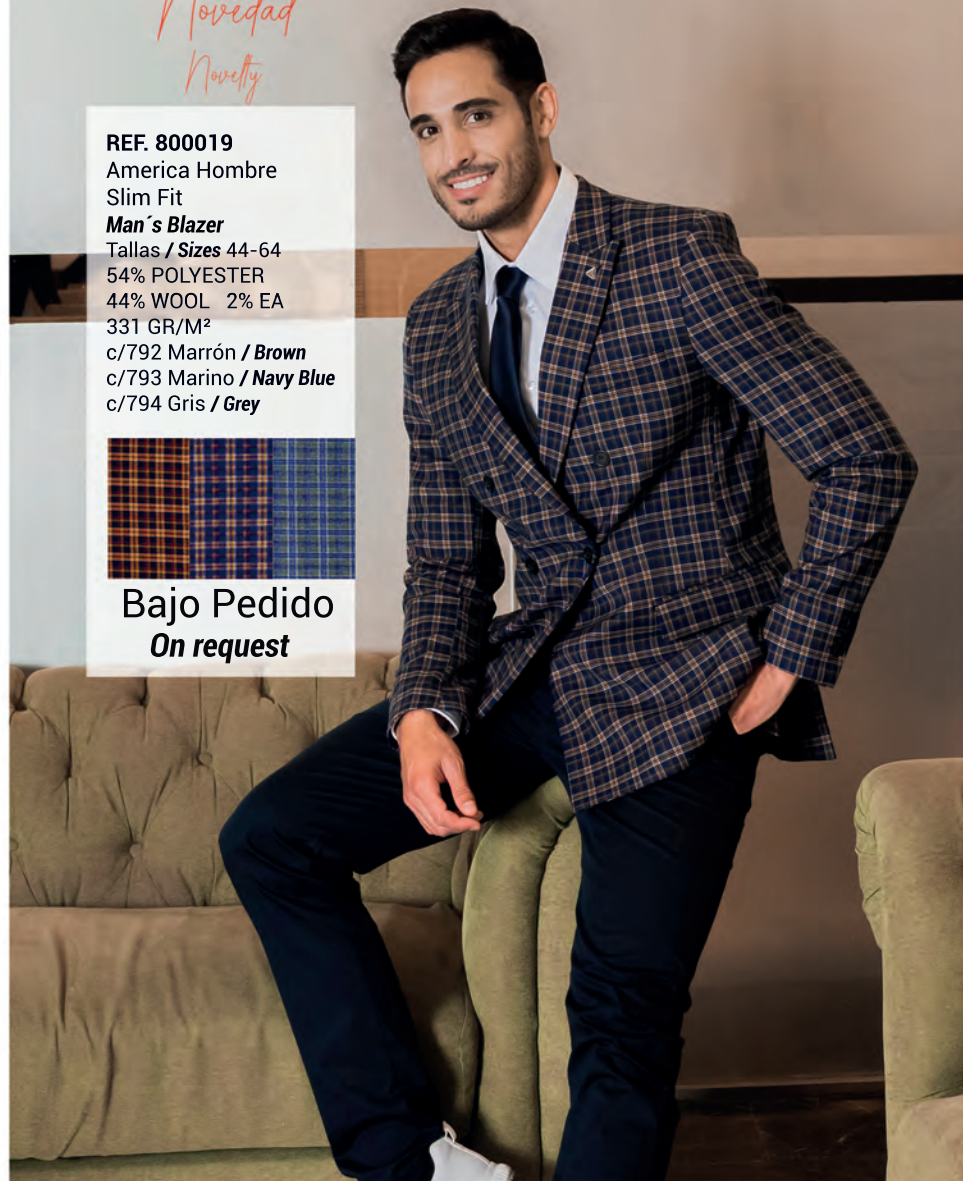 Novedad
Novelty
REF. 800019
America Hombre
Slim Fit
Man´s Blazer
Tallas / Sizes 44-64
54% POLYESTER
44% WOOL 2% EA
331 GR/M²
c/792 Marrón / Brown
c/793 Marino / Navy Blue
c/794 Gris / Grey
Bajo Pedido
On request